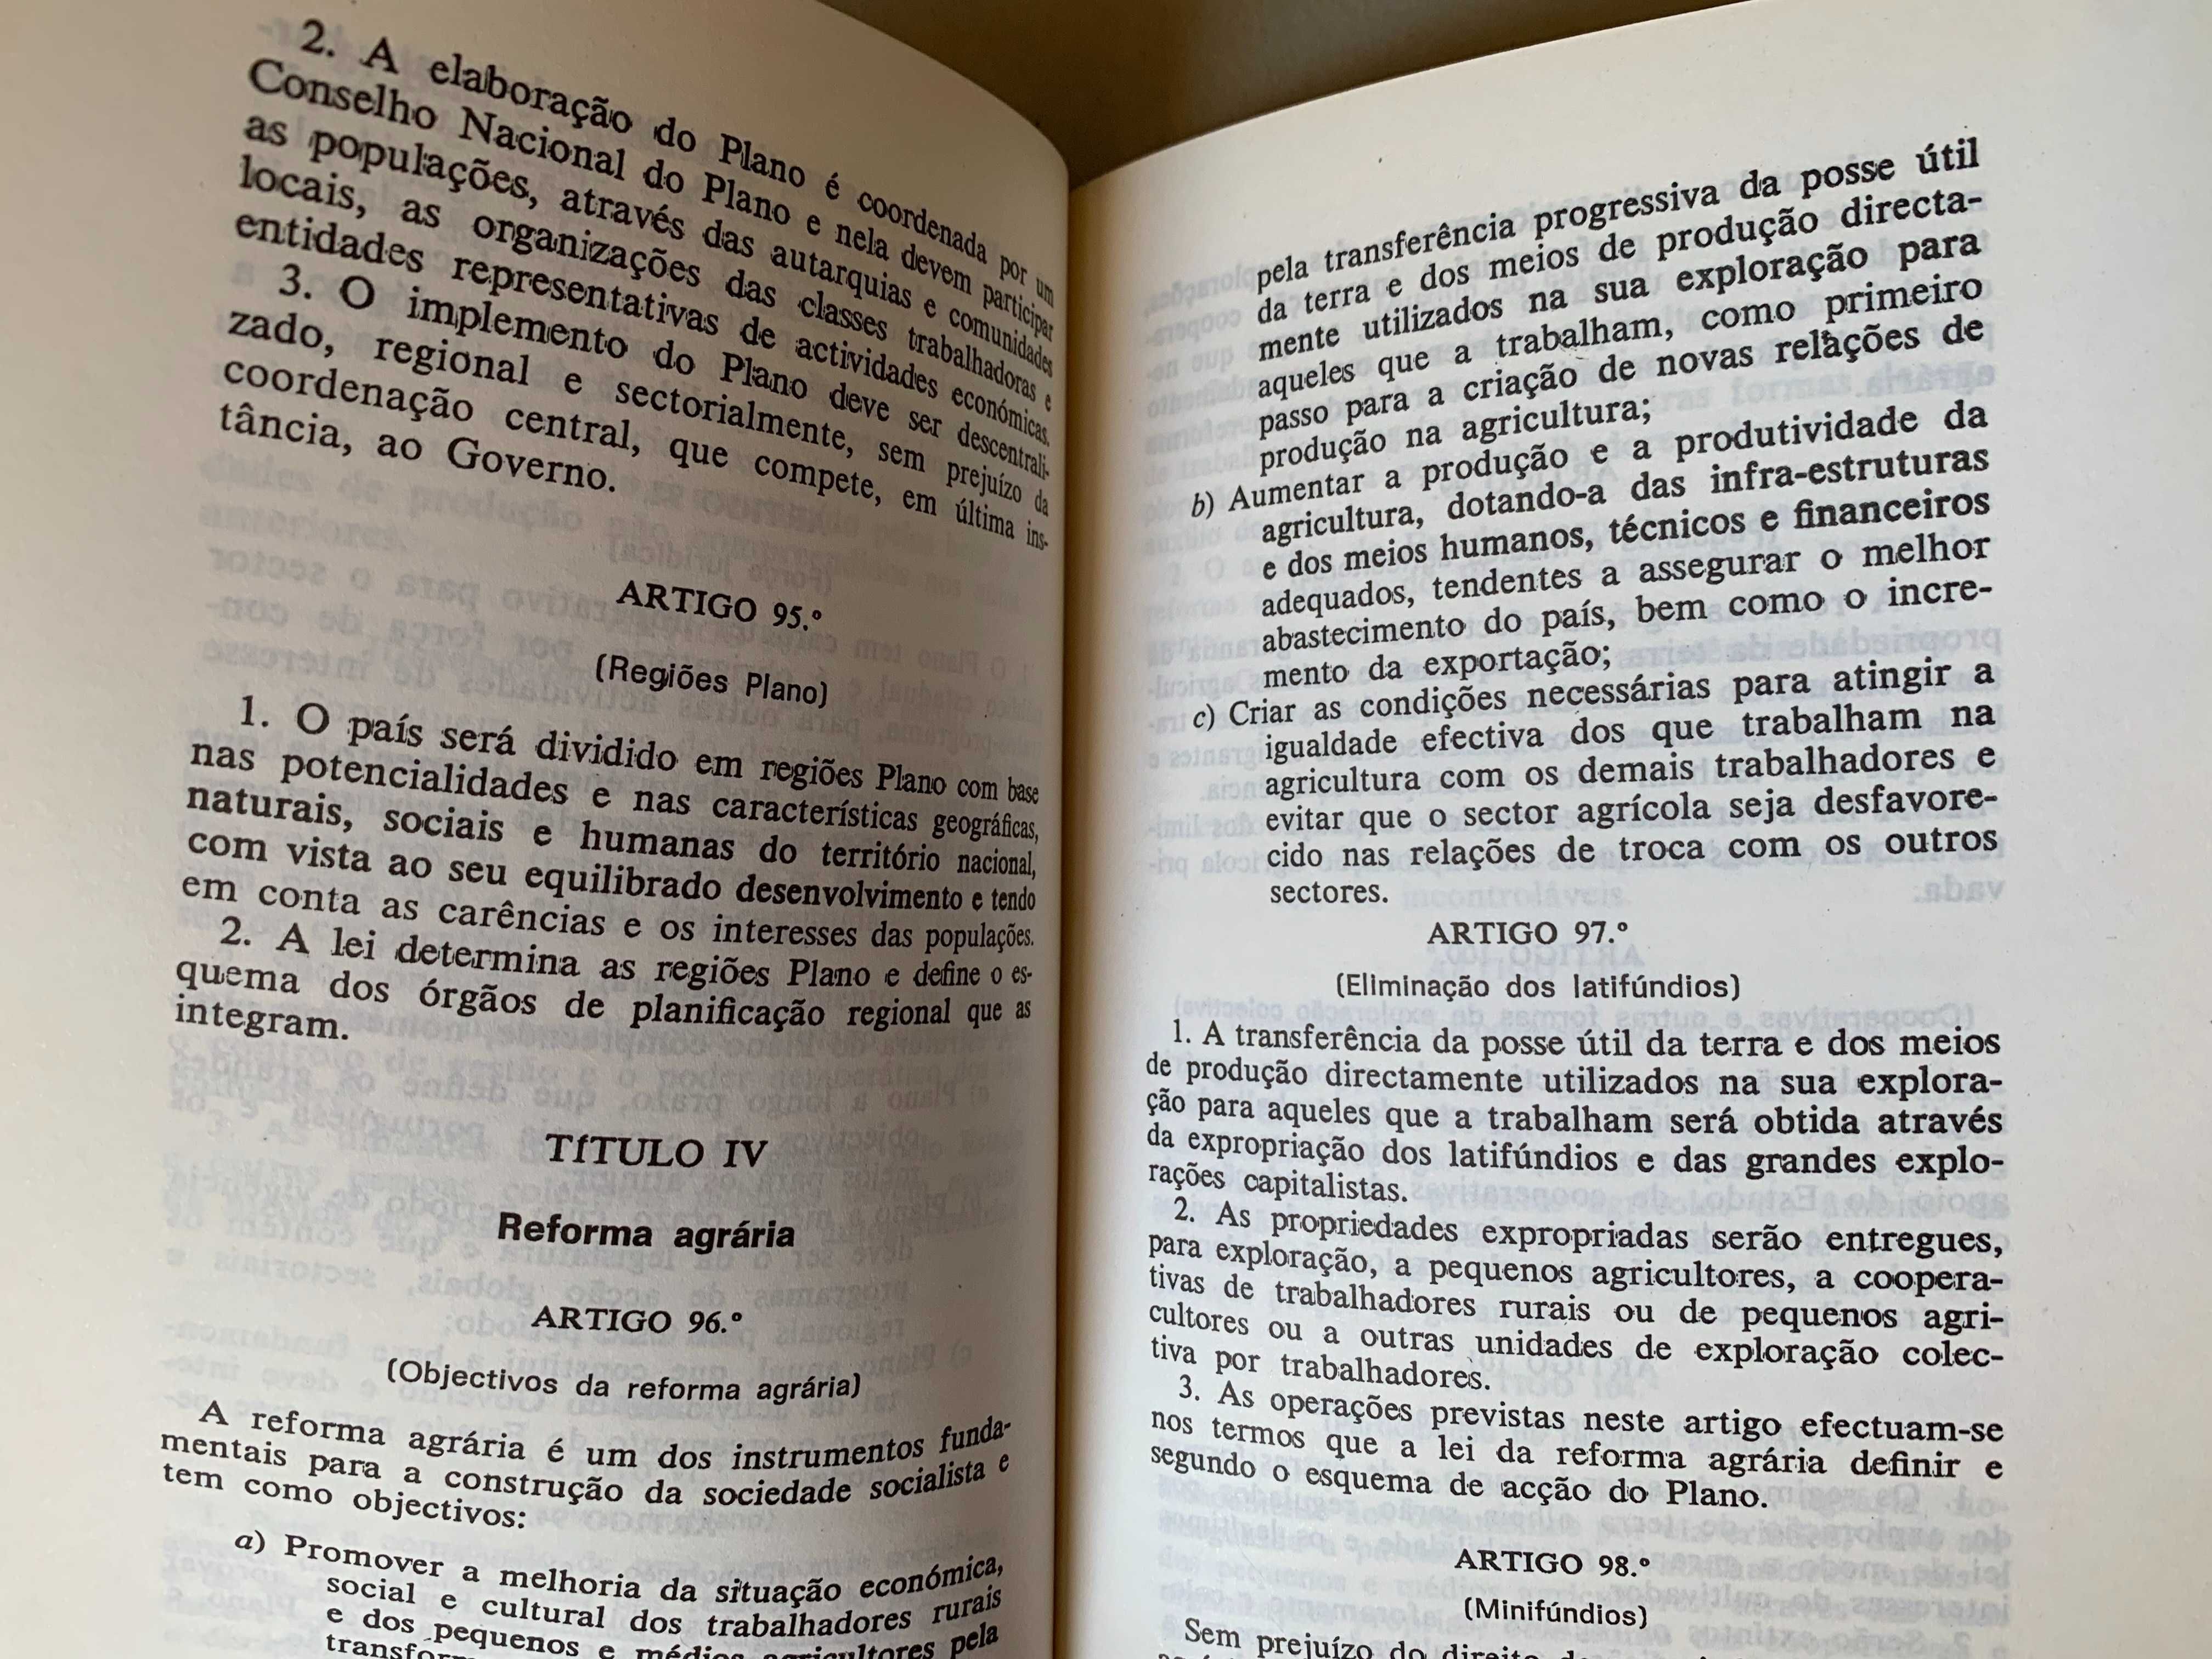 2. A elaboração do Plano é coordenada por um
Conselho Nacional do Plano e nela devem participar
as populações, através das autarquias e comunidades
locais, as organizações das classes trabalhadoras e
entidades representativas de actividades económicas.
3. O implemento do Plano deve ser descentrali-
zado, regional e sectorialmente, sem prejuízo da
coordenação central, que compete, em última ins-
tância, ao Governo.
ARTIGO 95.º
(Regiões Plano)
1. O país será dividido em regiões Plano com base
nas potencialidades e nas características geográficas,
naturais, sociais e humanas do território nacional,
com vista ao seu equilibrado desenvolvimento e tendo
em conta as carências e os interesses das populações.
2. A lei determina as regiões Plano e define o es-
quema dos órgãos de planificação regional que as
integram.
TÍTULO IV
Reforma agrária
ARTIGO 96.º
(Objectivos da reforma agrária)
A reforma agrária é um dos instrumentos funda-
mentais para a construção da sociedade socialista e
tem como objectivos:
a) Promover a melhoria da situação económica,
social e cultural dos trabalhadores rurais
e dos pequenos e médios agricultores pela
pela transferência progressiva da posse útil
da terra e dos meios de produção directa-
mente utilizados na sua exploração para
aqueles que a trabalham, como primeiro
passo para a criação de novas relações de
produção na agricultura;
b) Aumentar a produção e a produtividade da
agricultura, dotando-a das infra-estruturas
e dos meios humanos, técnicos e financeiros
adequados, tendentes a assegurar o melhor
abastecimento do país, bem como o incre-
mento da exportação;
c) Criar as condições necessárias para atingir a
igualdade efectiva dos que trabalham na
agricultura com os demais trabalhadores e
evitar que o sector agrícola seja desfavore-
cido nas relações de troca com os outros
sectores.
ARTIGO 97.º
(Eliminação dos latifúndios)
1. A transferência da posse útil da terra e dos meios
de produção directamente utilizados na sua explora-
ção para aqueles que a trabalham será obtida através
da expropriação dos latifúndios e das grandes explo-
rações capitalistas.
2. As propriedades expropriadas serão entregues,
para exploração, a pequenos agricultores, a coopera-
tivas de trabalhadores rurais ou de pequenos agri-
cultores ou a outras unidades de exploração colec-
tiva por trabalhadores.
3. As operações previstas neste artigo efectuam-se
nos termos que a lei da reforma agrária definir e
segundo o esquema de acção do Plano.
ARTIGO 98.º
(Minifúndios)
Sem prejuízo do direito